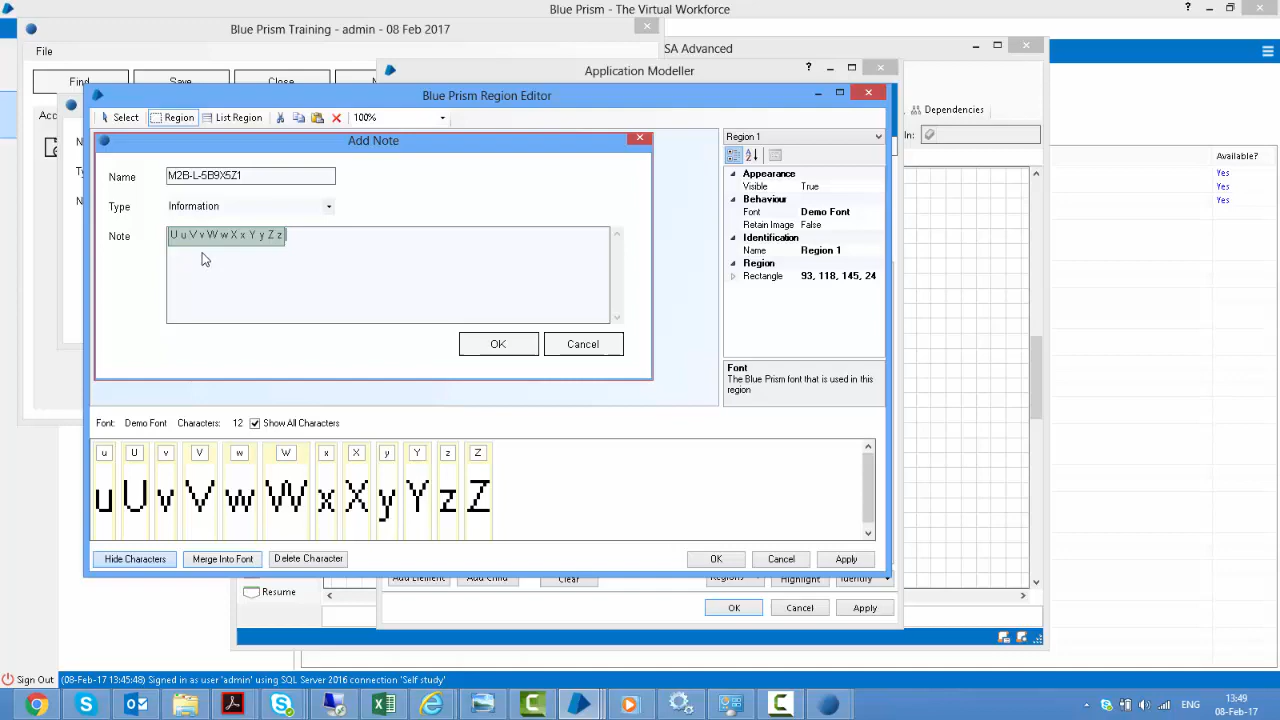 Blue Prism - The Virtual Workforce
Blue Prism Training - admin - 08 Feb 2017
SA Advanced
File
Application Modeller
Find
Save
Close
Blue Prism Region Editor
Dependencies
Select
Region
List Region
100%
Region 1
Add Note
Available?
Name
M2B-L-5B9X5Z1
Appearance
Yes
Visible
True
Behaviour
Yes
Type
Information
Font
Demo Font
Yes
Retain Image
False
Note
U u V v W w X x Y y Z z
Identification
Name
Region 1
Region
Rectangle
93, 118, 145, 24
OK
Cancel
Font
The Blue Prism font that is used in this
region
Font:
Demo Font
Characters:
12
Show All Characters
u U v V w W x X y Y z Z
u U v V w W x X y Y z Z
Hide Characters
Merge Into Font
Delete Character
OK
Cancel
Apply
Add Element
Add Child
Clear
Regions
Highlight
Identify
Resume
OK
Cancel
Apply
Sign Out
(08-Feb-17 13:45:48) Signed in as user 'admin' using SQL Server 2016 connection 'Self study'
ENG
13:49
08-Feb-17